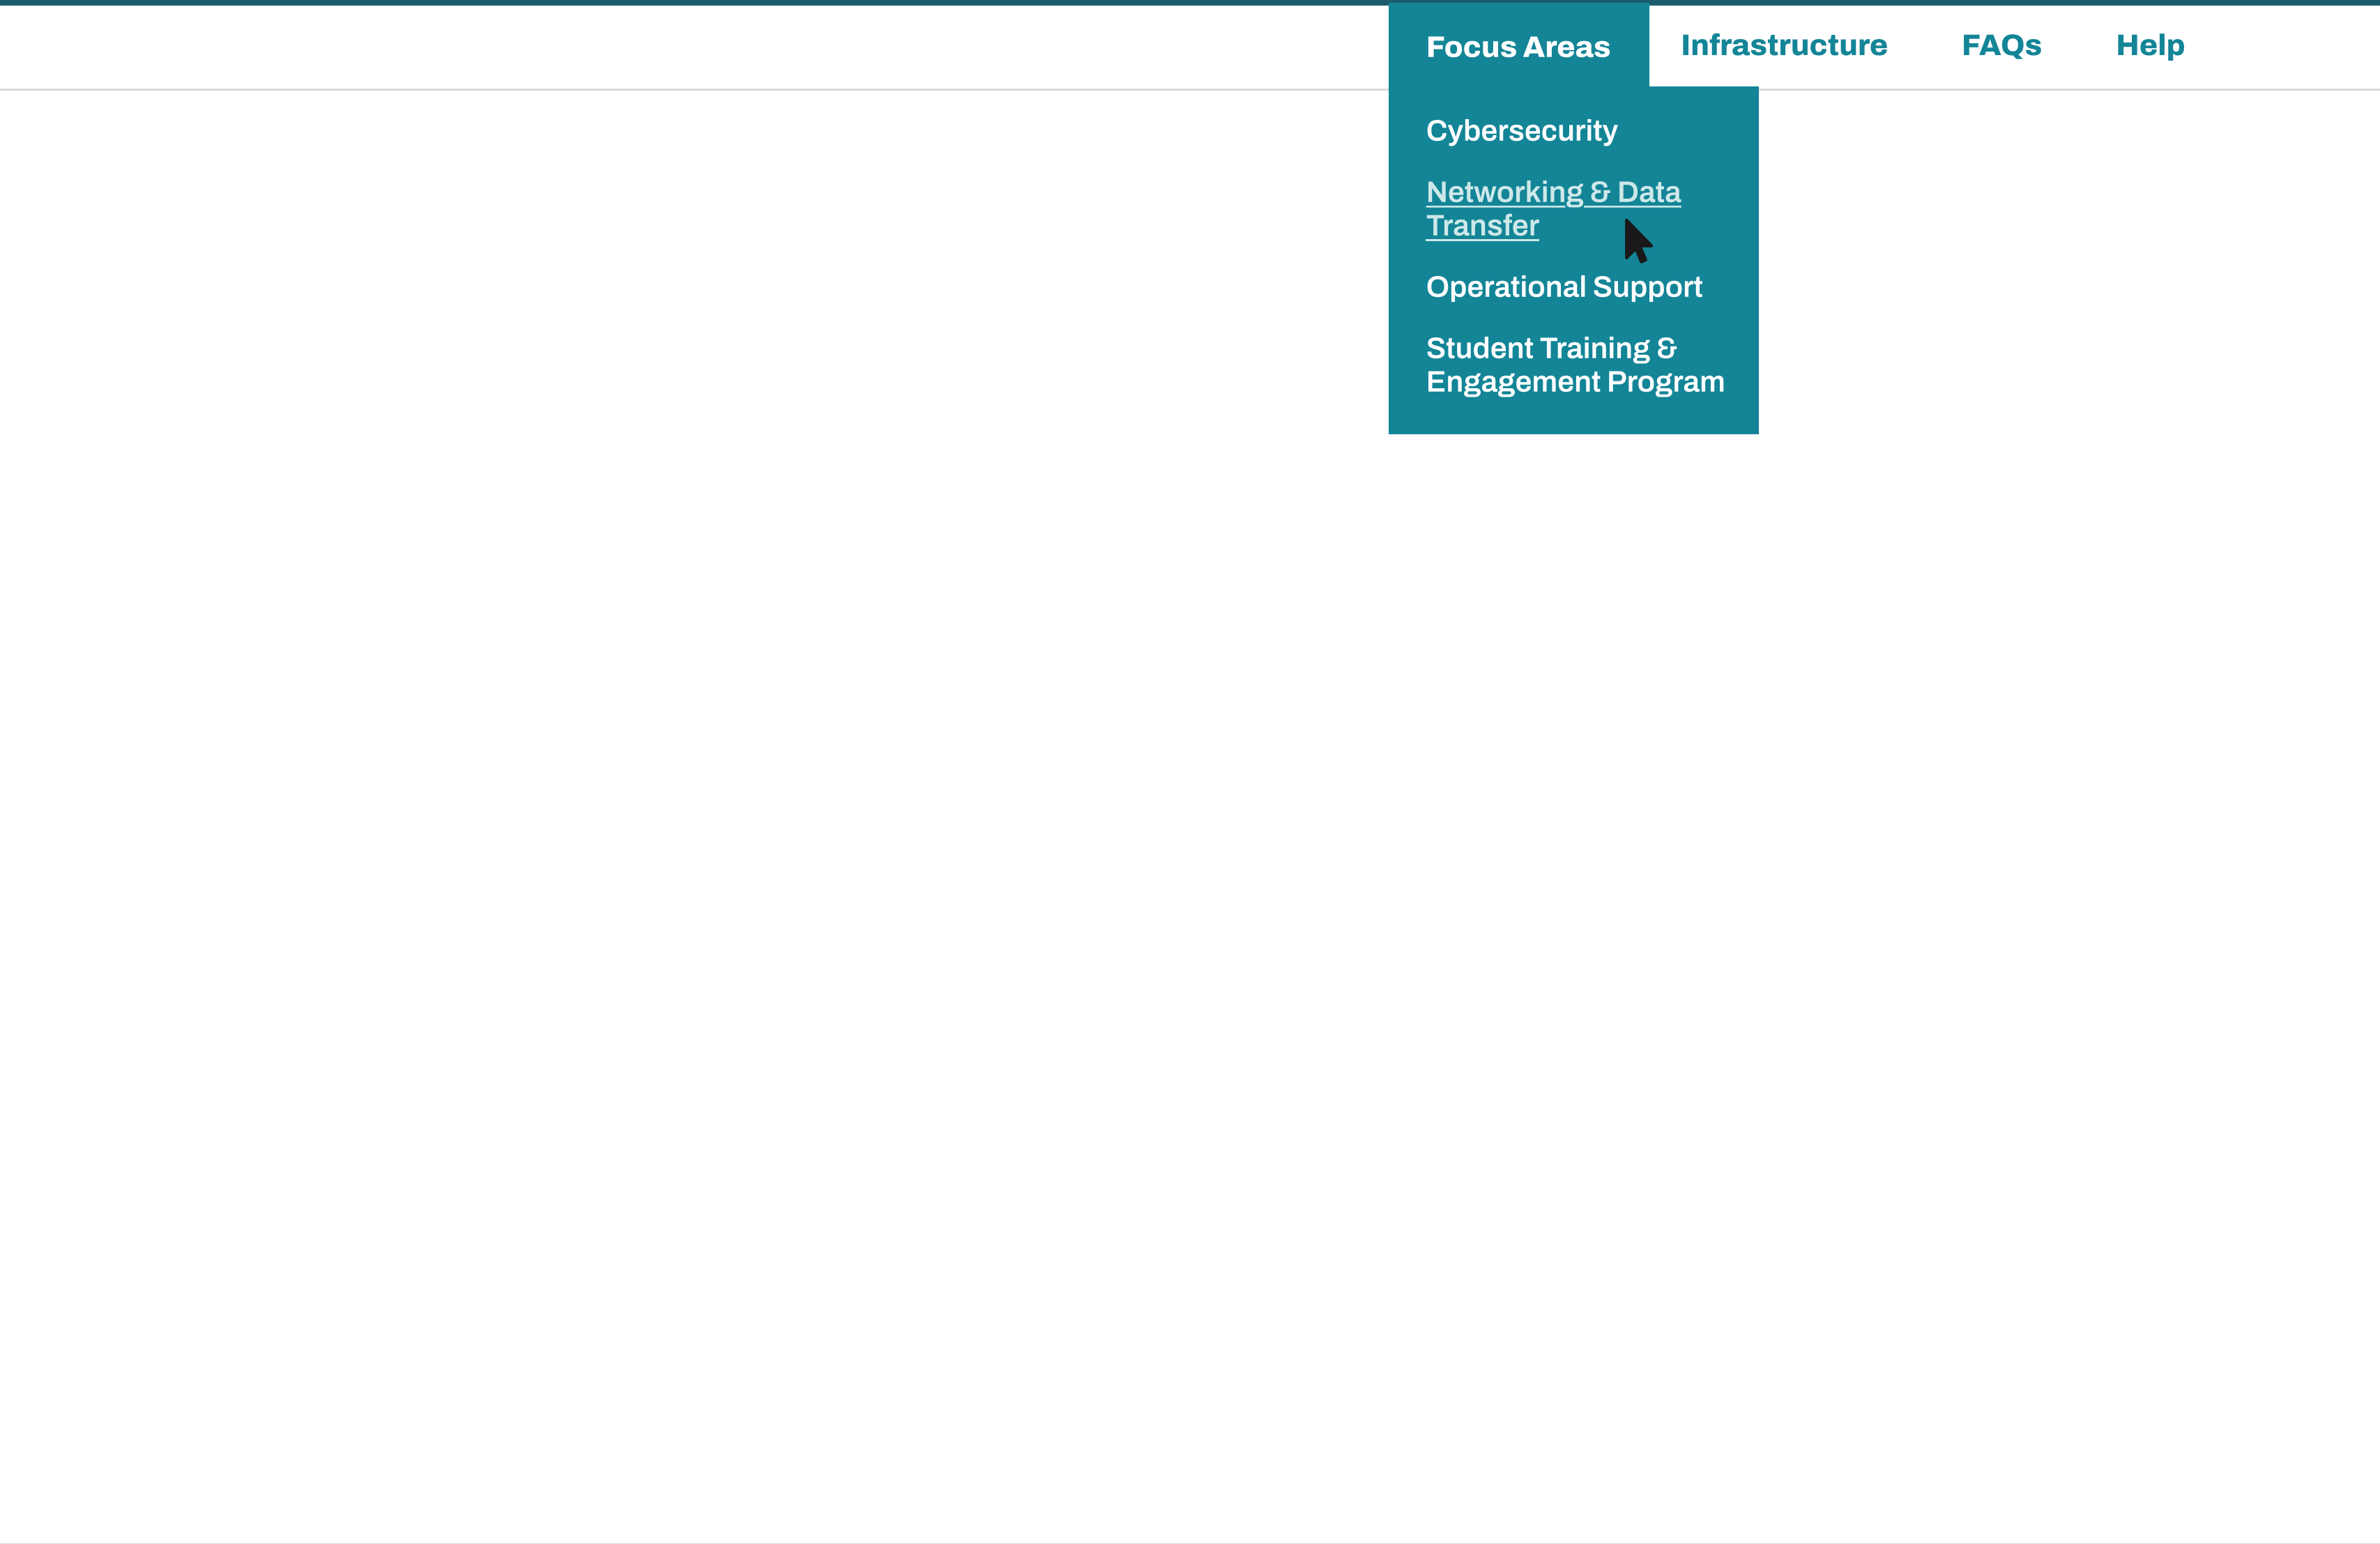 Focus Areas
Infrastructure
FAQs
Help
Cybersecurity
Networking & Data
Transfer
Operational Support
Student Training &
Engagement Program